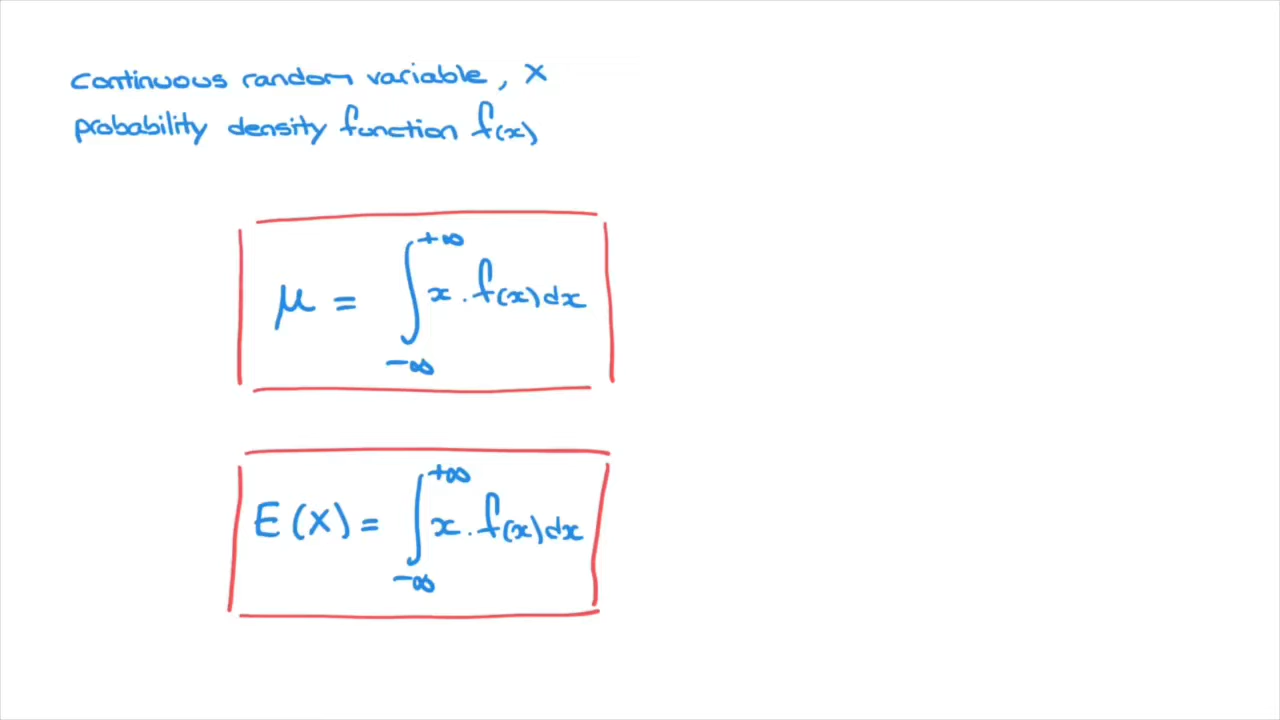 continuous random variable, X
probability density function f(x)
μ = ∫_{-∞}^{+∞} x . f(x) dx
E(X) = ∫_{-∞}^{+∞} x . f(x) dx